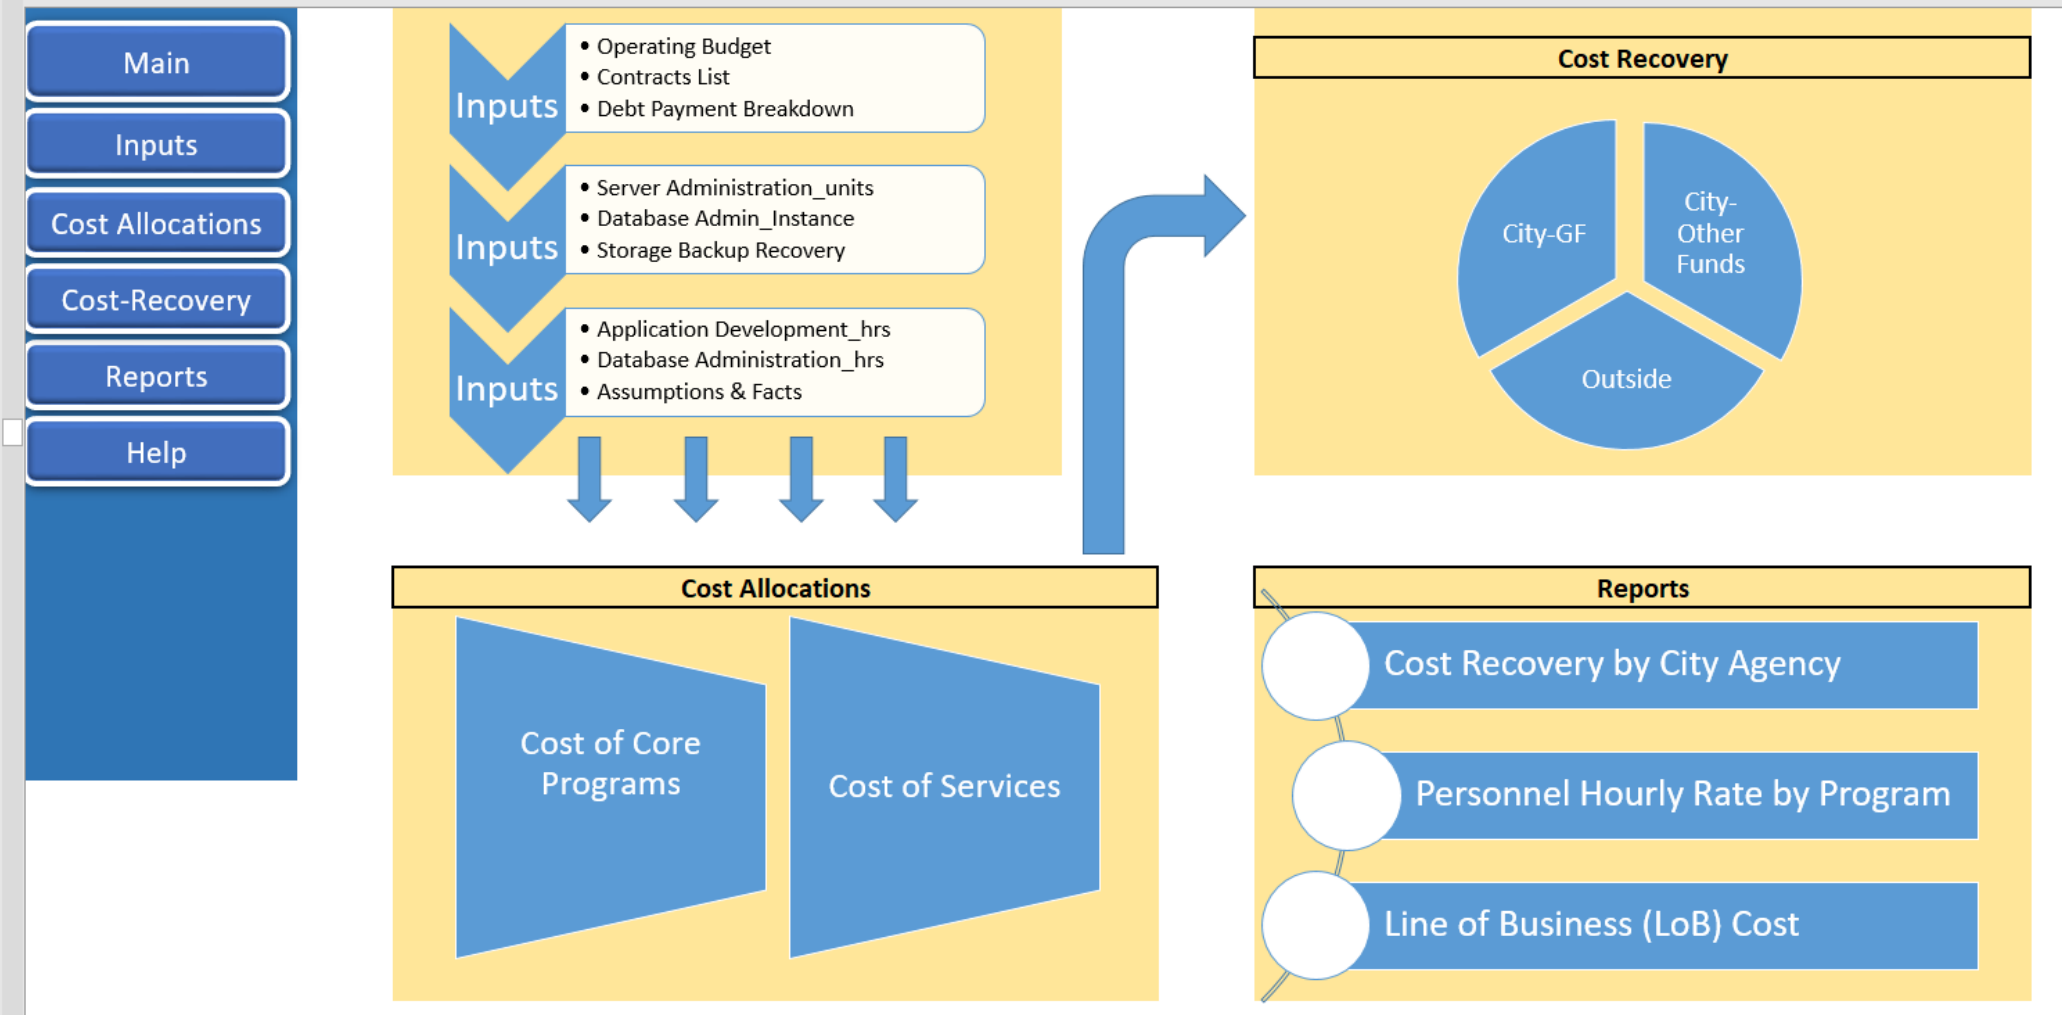 Main
Inputs
Cost Allocations
Cost-Recovery
Reports
Help
Inputs
• Operating Budget
• Contracts List
• Debt Payment Breakdown
Inputs
• Server Administration_units
• Database Admin_Instance
• Storage Backup Recovery
Inputs
• Application Development_hrs
• Database Administration_hrs
• Assumptions & Facts
Cost Recovery
City-GF
City-
Other
Funds
Outside
Cost Allocations
Cost of Core
Programs
Cost of Services
Reports
Cost Recovery by City Agency
Personnel Hourly Rate by Program
Line of Business (LoB) Cost